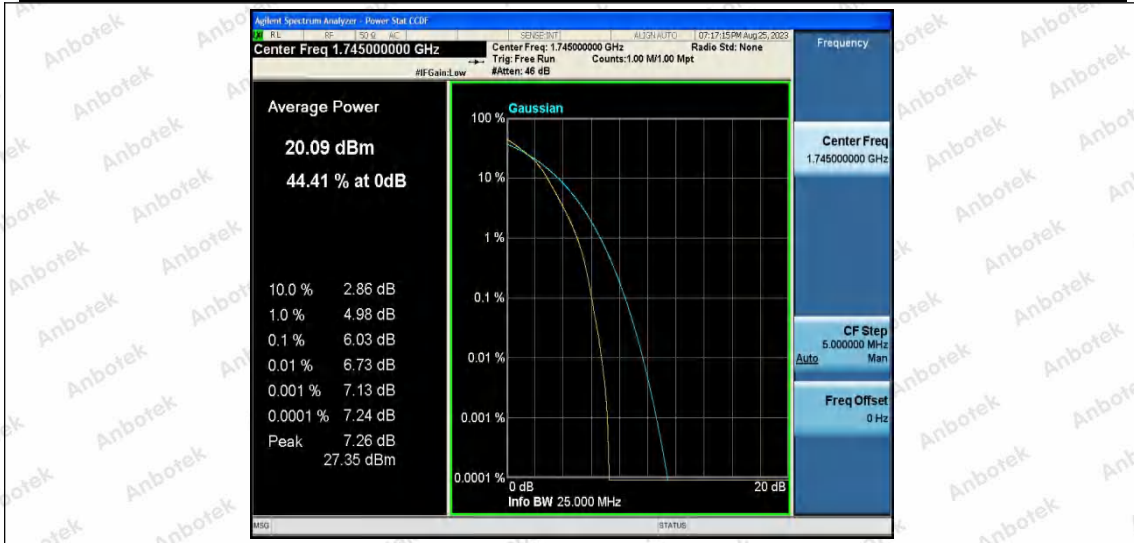 Agilent Spectrum Analyzer - Power Stat CCDF
RL RF 50 Ω AC SENSE:INT ALIGN AUTO 07:17:15 PM Aug 25, 2023
Center Freq 1.745000000 GHz
Center Freq: 1.745000000 GHz Radio Std: None
Trig: Free Run Counts:1.00 M/1.00 Mpt
#IFGain:Low #Atten: 46 dB
Frequency
Average Power
20.09 dBm
44.41 % at 0dB
10.0 % 2.86 dB
1.0 % 4.98 dB
0.1 % 6.03 dB
0.01 % 6.73 dB
0.001 % 7.13 dB
0.0001 % 7.24 dB
Peak 7.26 dB
27.35 dBm
Gaussian
100 %
10 %
1 %
0.1 %
0.01 %
0.001 %
0.0001 %
0 dB 20 dB
Info BW 25.000 MHz
Center Freq
1.745000000 GHz
CF Step
5.000000 MHz
Auto Man
Freq Offset
0 Hz
MSG STATUS
Anbotek